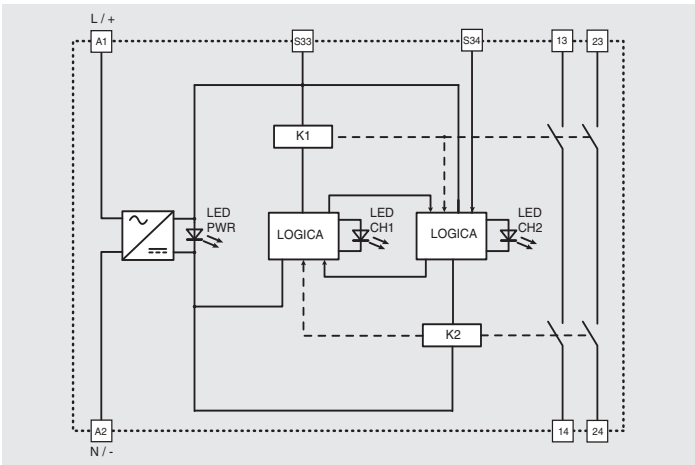 L / +
A1
S33
S34
13
23
K1
LED
PWR
LOGICA
LED
CH1
LOGICA
LED
CH2
K2
A2
14
24
N / -